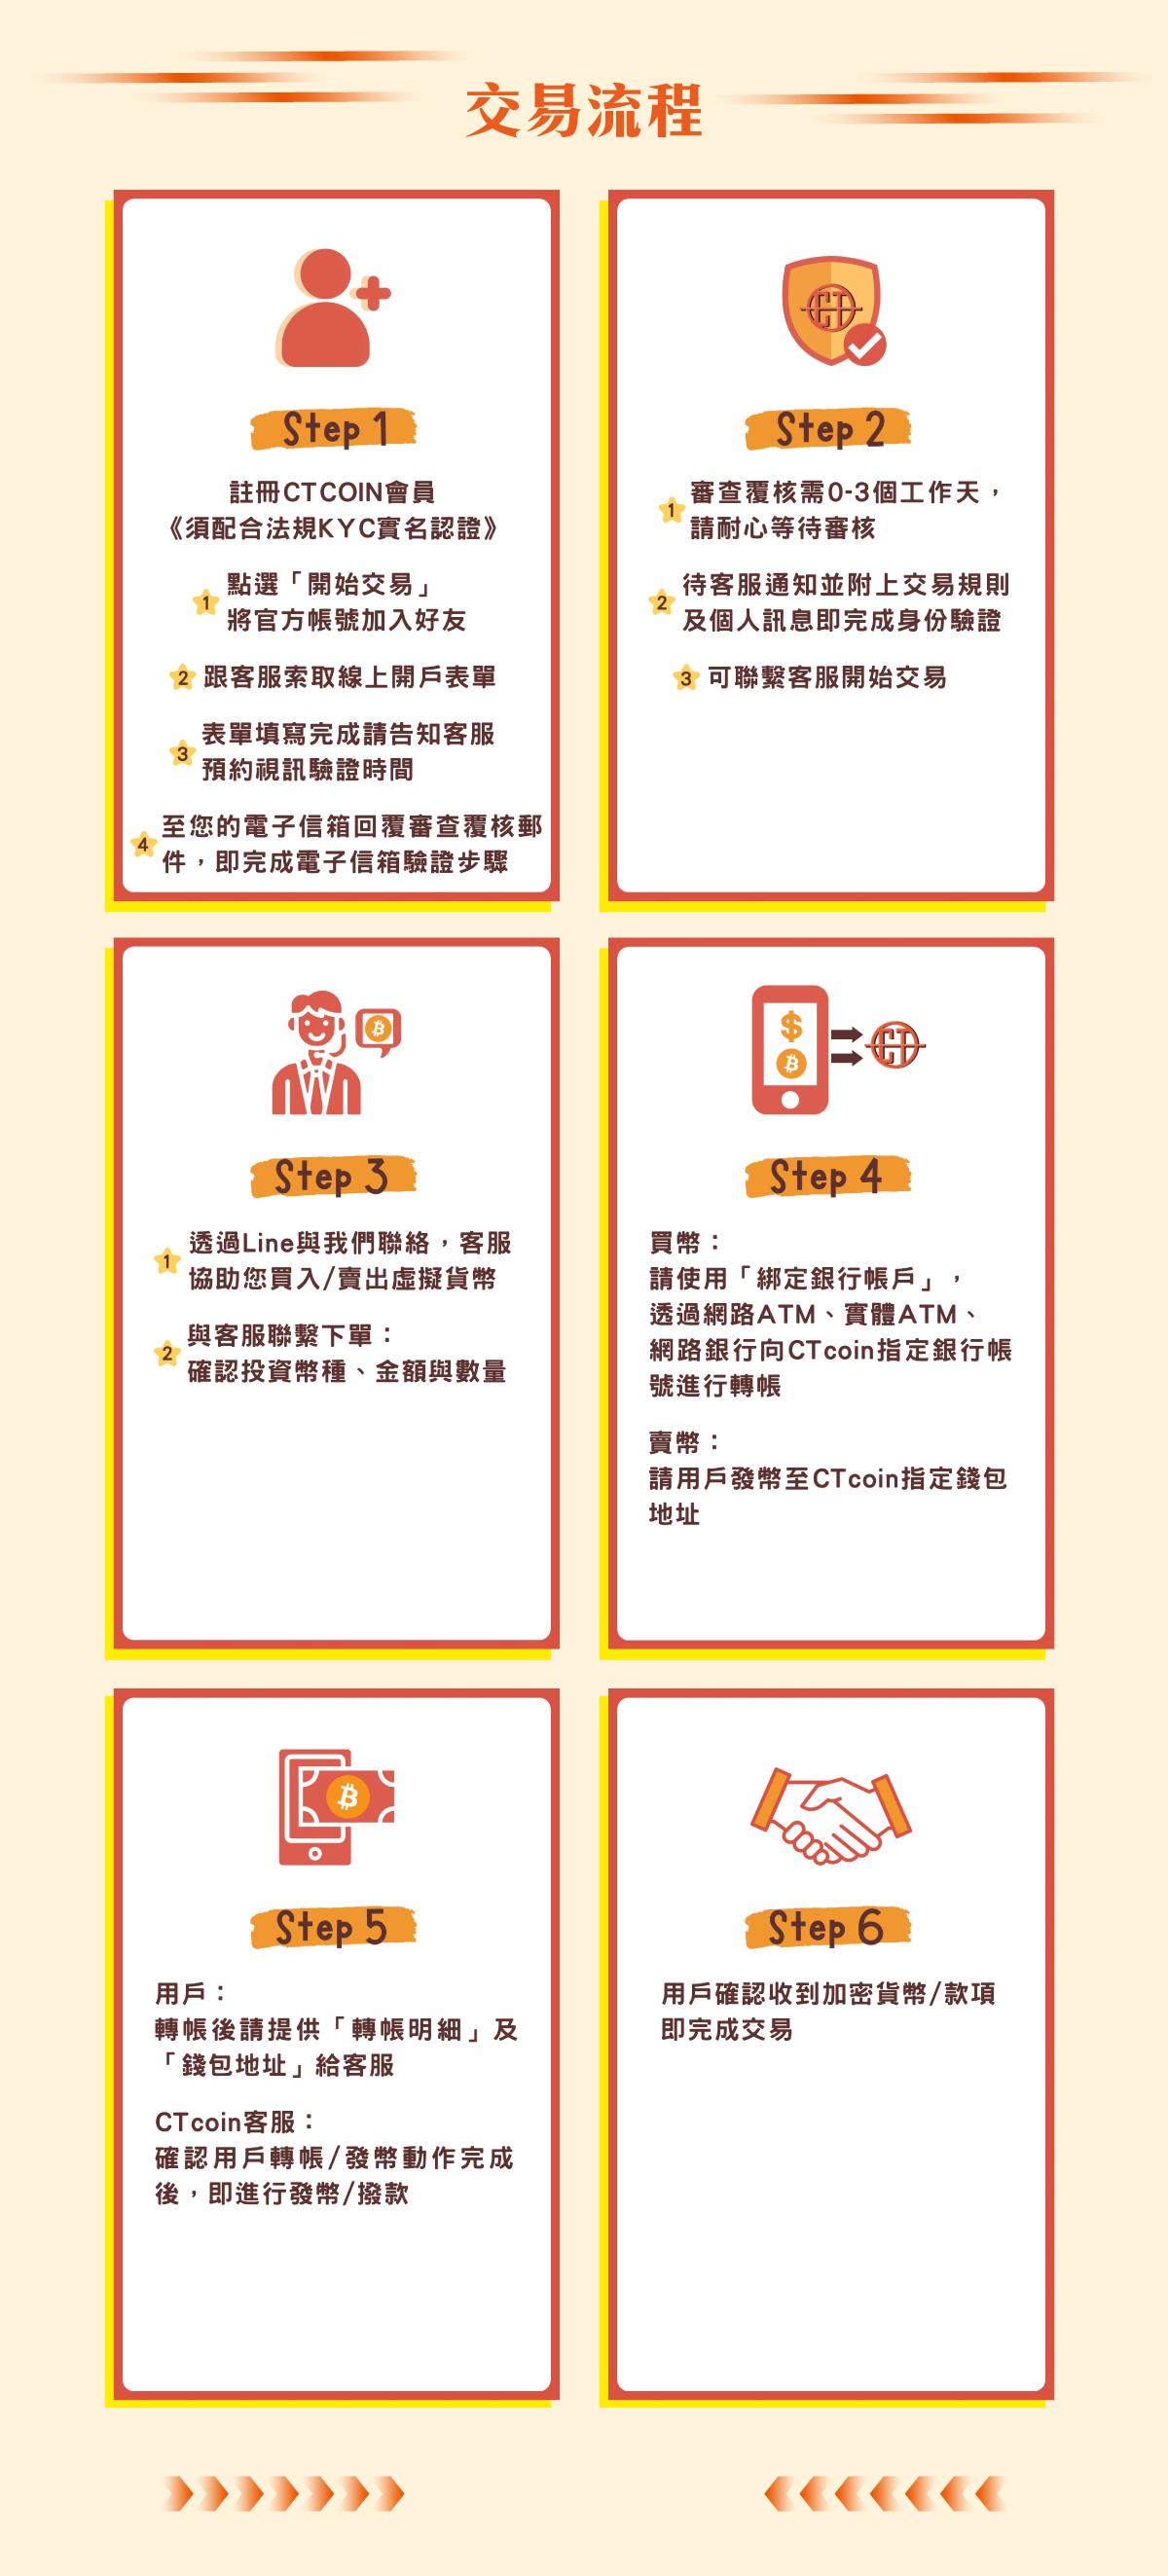 交易流程
Step 1
註冊CTCOIN會員
《須配合法規KYC實名認證》
1 點選「開始交易」
將官方帳號加入好友
2 跟客服索取線上開戶表單
3 表單填寫完成請告知客服
預約視訊驗證時間
4 至您的電子信箱回覆審查覆核郵
件，即完成電子信箱驗證步驟
CT
Step 2
1 審查覆核需0-3個工作天，
請耐心等待審核
2 待客服通知並附上交易規則
及個人訊息即完成身份驗證
3 可聯繫客服開始交易
Step 3
1 透過Line與我們聯絡，客服
協助您買入/賣出虛擬貨幣
2 與客服聯繫下單：
確認投資幣種、金額與數量
$
CT
Step 4
買幣：
請使用「綁定銀行帳戶」，
透過網路ATM、實體ATM、
網路銀行向CTcoin指定銀行帳
號進行轉帳
賣幣：
請用戶發幣至CTcoin指定錢包
地址
Step 5
用戶：
轉帳後請提供「轉帳明細」及
「錢包地址」給客服
CTcoin客服：
確認用戶轉帳/發幣動作完成
後，即進行發幣/撥款
Step 6
用戶確認收到加密貨幣/款項
即完成交易